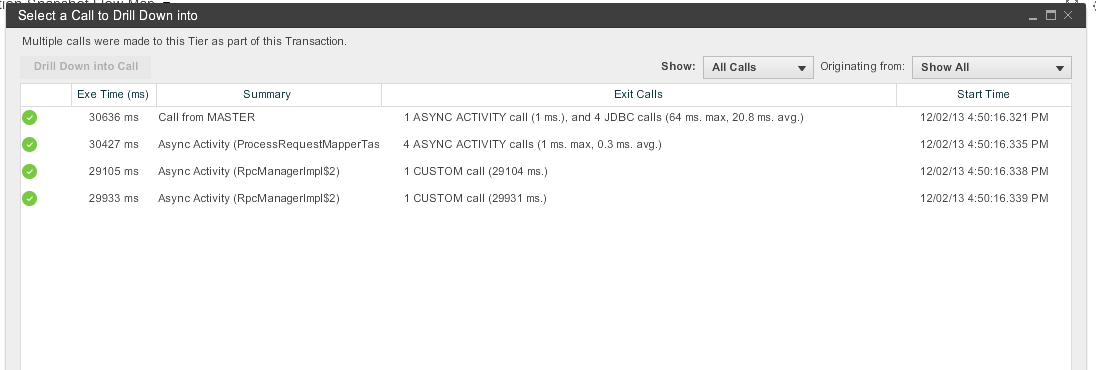 Select a Call to Drill Down into
Multiple calls were made to this Tier as part of this Transaction.
Drill Down into Call Show: All Calls Originating from: Show All
Exe Time (ms) Summary Exit Calls Start Time
30636 ms Call from MASTER 1 ASYNC ACTIVITY call (1 ms.), and 4 JDBC calls (64 ms. max, 20.8 ms. avg.) 12/02/13 4:50:16.321 PM
30427 ms Async Activity (ProcessRequestMapperTas 4 ASYNC ACTIVITY calls (1 ms. max, 0.3 ms. avg.) 12/02/13 4:50:16.335 PM
29105 ms Async Activity (RpcManagerImpl$2) 1 CUSTOM call (29104 ms.) 12/02/13 4:50:16.338 PM
29933 ms Async Activity (RpcManagerImpl$2) 1 CUSTOM call (29931 ms.) 12/02/13 4:50:16.339 PM